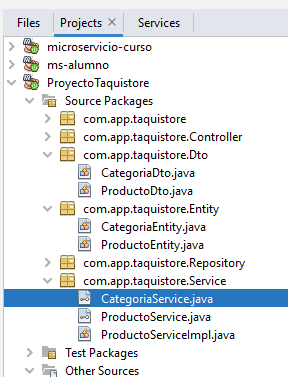 Files Projects Services
microservicio-curso
ms-alumno
ProyectoTaquistore
Source Packages
com.app.taquistore
com.app.taquistore.Controller
com.app.taquistore.Dto
CategoriaDto.java
ProductoDto.java
com.app.taquistore.Entity
CategoriaEntity.java
ProductoEntity.java
com.app.taquistore.Repository
com.app.taquistore.Service
CategoriaService.java
ProductoService.java
ProductoServiceImpl.java
Test Packages
Other Sources